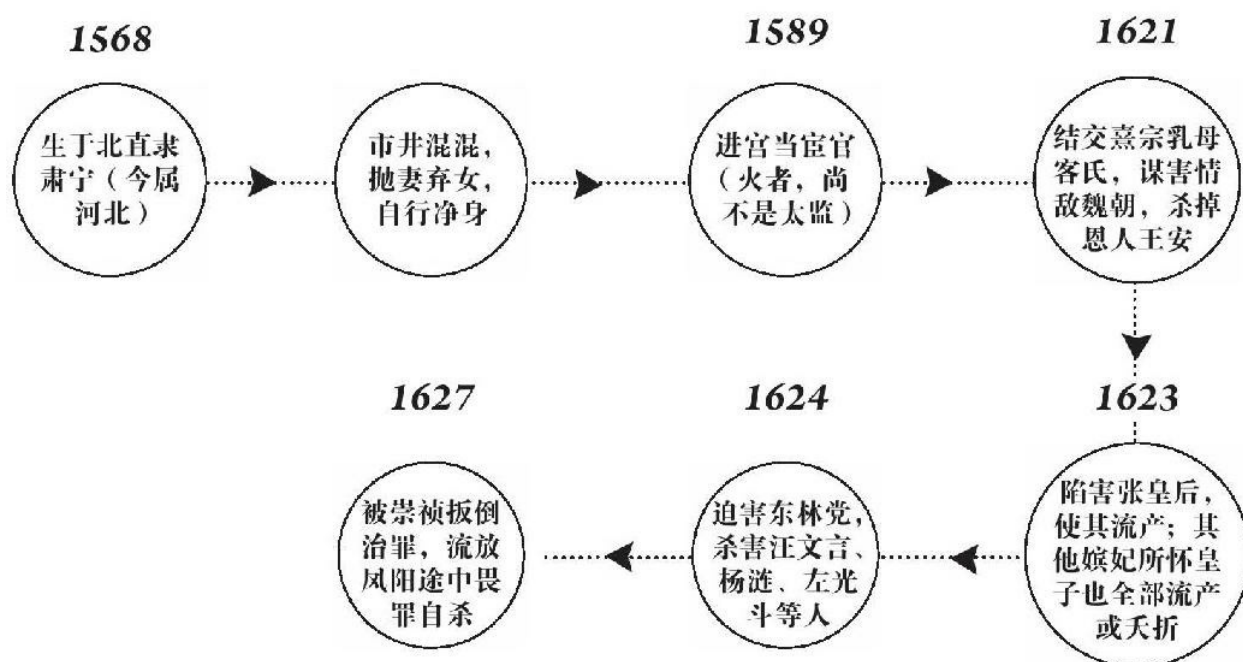 1568
生于北直隶
肃宁（今属
河北）
市井混混，
抛妻弃女，
自行净身
1589
进宫当宦官
（火者，尚
不是太监）
1621
结交熹宗乳母
客氏，谋害情
敌魏朝，杀掉
恩人王安
1623
陷害张皇后，
使其流产；其
他嫔妃所怀皇
子也全部流产
或夭折
1624
迫害东林党，
杀害汪文言、
杨涟、左光
斗等人
1627
被崇祯扳倒
治罪，流放
凤阳途中畏
罪自杀